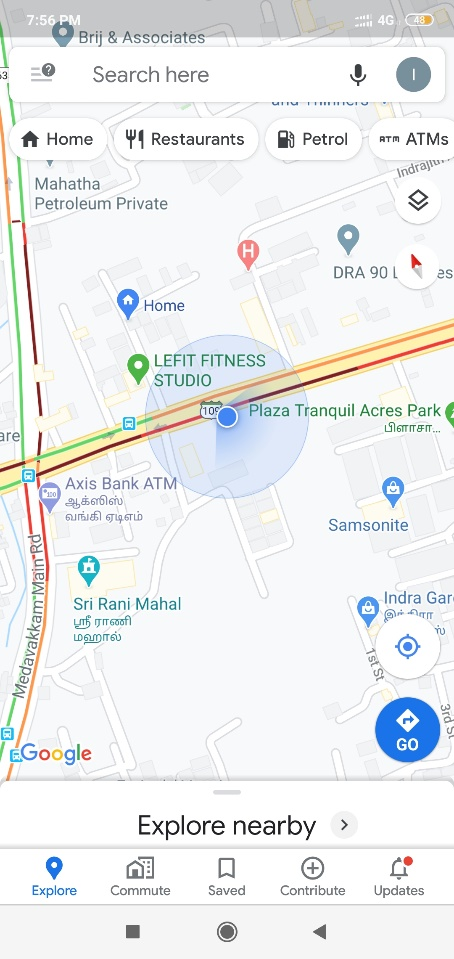 7:56 PM
4G
48
Brij & Associates
Search here
I
and Thinners
Home
Restaurants
Petrol
ATM ATMs
Mahatha
Petroleum Private
H
DRA 90
Home
LEFIT FITNESS
STUDIO
109
Plaza Tranquil Acres Park
பிளாசா...
Axis Bank ATM
ஆக்ஸிஸ்
வங்கி ஏடிஎம்
Samsonite
Medavakkam Main Rd
Sri Rani Mahal
ஸ்ரீ ராணி
மஹால்
Indra
இந்திரா
1st St
3rd
GO
Google
Explore nearby
Explore
Commute
Saved
Contribute
Updates